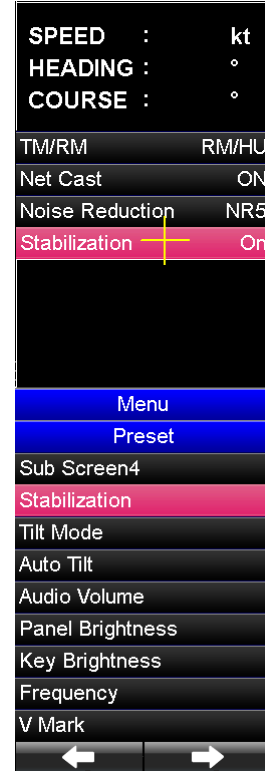 SPEED : kt
HEADING : °
COURSE : °
TM/RM RM/HU
Net Cast ON
Noise Reduction NR5
Stabilization On
Menu
Preset
Sub Screen4
Stabilization
Tilt Mode
Auto Tilt
Audio Volume
Panel Brightness
Key Brightness
Frequency
V Mark